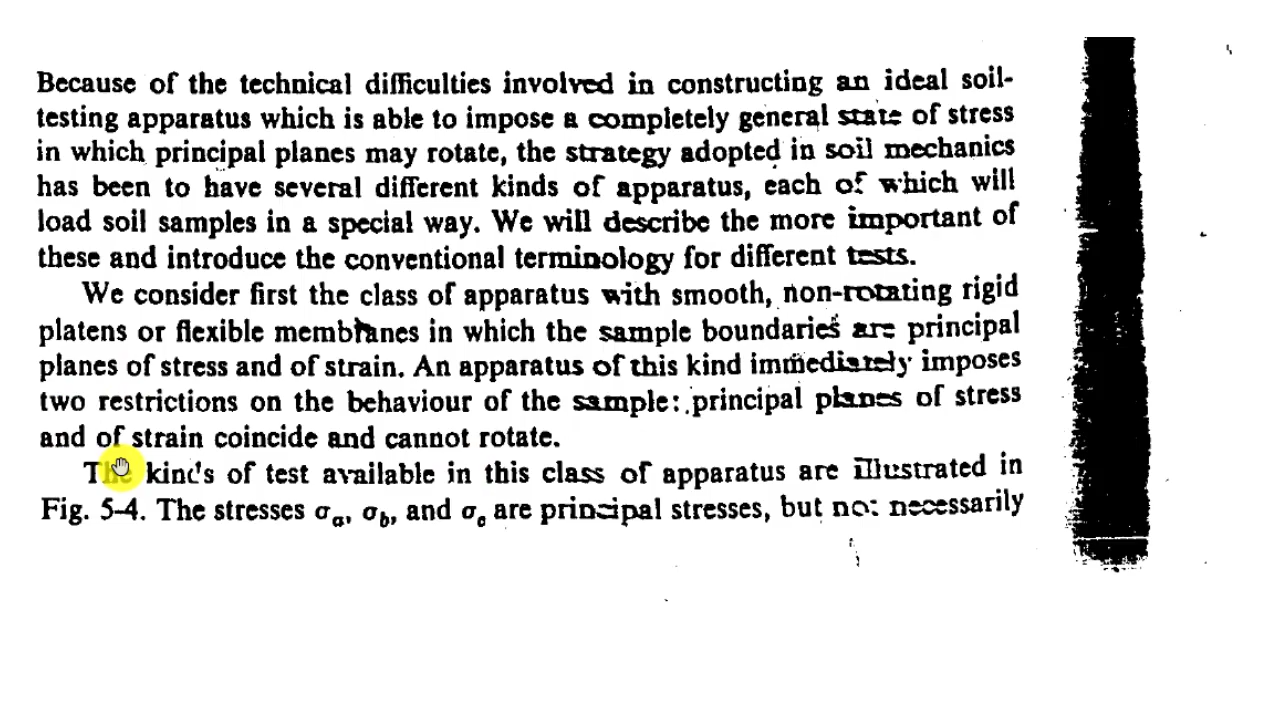 Because of the technical difficulties involved in constructing an ideal soil-
testing apparatus which is able to impose a completely general state of stress
in which principal planes may rotate, the strategy adopted in soil mechanics
has been to have several different kinds of apparatus, each of which will
load soil samples in a special way. We will describe the more important of
these and introduce the conventional terminology for different tests.
We consider first the class of apparatus with smooth, non-rotating rigid
platens or flexible membranes in which the sample boundaries are principal
planes of stress and of strain. An apparatus of this kind immediately imposes
two restrictions on the behaviour of the sample: principal planes of stress
and of strain coincide and cannot rotate.
The kinds of test available in this class of apparatus are illustrated in
Fig. 5-4. The stresses σₐ, σ_b, and σ_c are principal stresses, but not necessarily